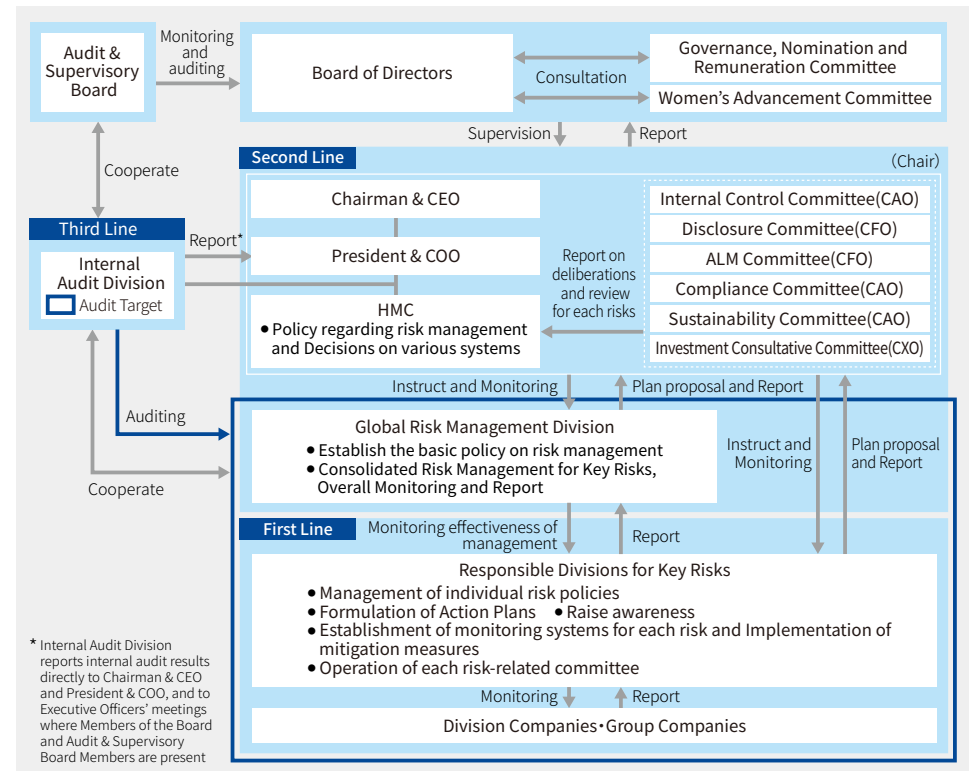 Audit &
Supervisory
Board
Monitoring
and
auditing
Board of Directors
Consultation
Governance, Nomination and
Remuneration Committee
Women's Advancement Committee
Supervision
Report
Cooperate
Second Line
(Chair)
Chairman & CEO
President & COO
HMC
● Policy regarding risk management
and Decisions on various systems
Report on
deliberations
and review
for each risks
Internal Control Committee(CAO)
Disclosure Committee(CFO)
ALM Committee(CFO)
Compliance Committee(CAO)
Sustainability Committee(CAO)
Investment Consultative Committee(CXO)
Third Line
Report*
Internal
Audit Division
Audit Target
Instruct and Monitoring
Plan proposal and Report
Auditing
Cooperate
Global Risk Management Division
● Establish the basic policy on risk management
● Consolidated Risk Management for Key Risks,
Overall Monitoring and Report
Instruct and
Monitoring
Plan proposal
and Report
First Line
Monitoring effectiveness of
management
Report
Responsible Divisions for Key Risks
● Management of individual risk policies
● Formulation of Action Plans ● Raise awareness
● Establishment of monitoring systems for each risk and Implementation of
mitigation measures
● Operation of each risk-related committee
Monitoring
Report
Division Companies・Group Companies
* Internal Audit Division
reports internal audit results
directly to Chairman & CEO
and President & COO, and to
Executive Officers' meetings
where Members of the Board
and Audit & Supervisory
Board Members are present